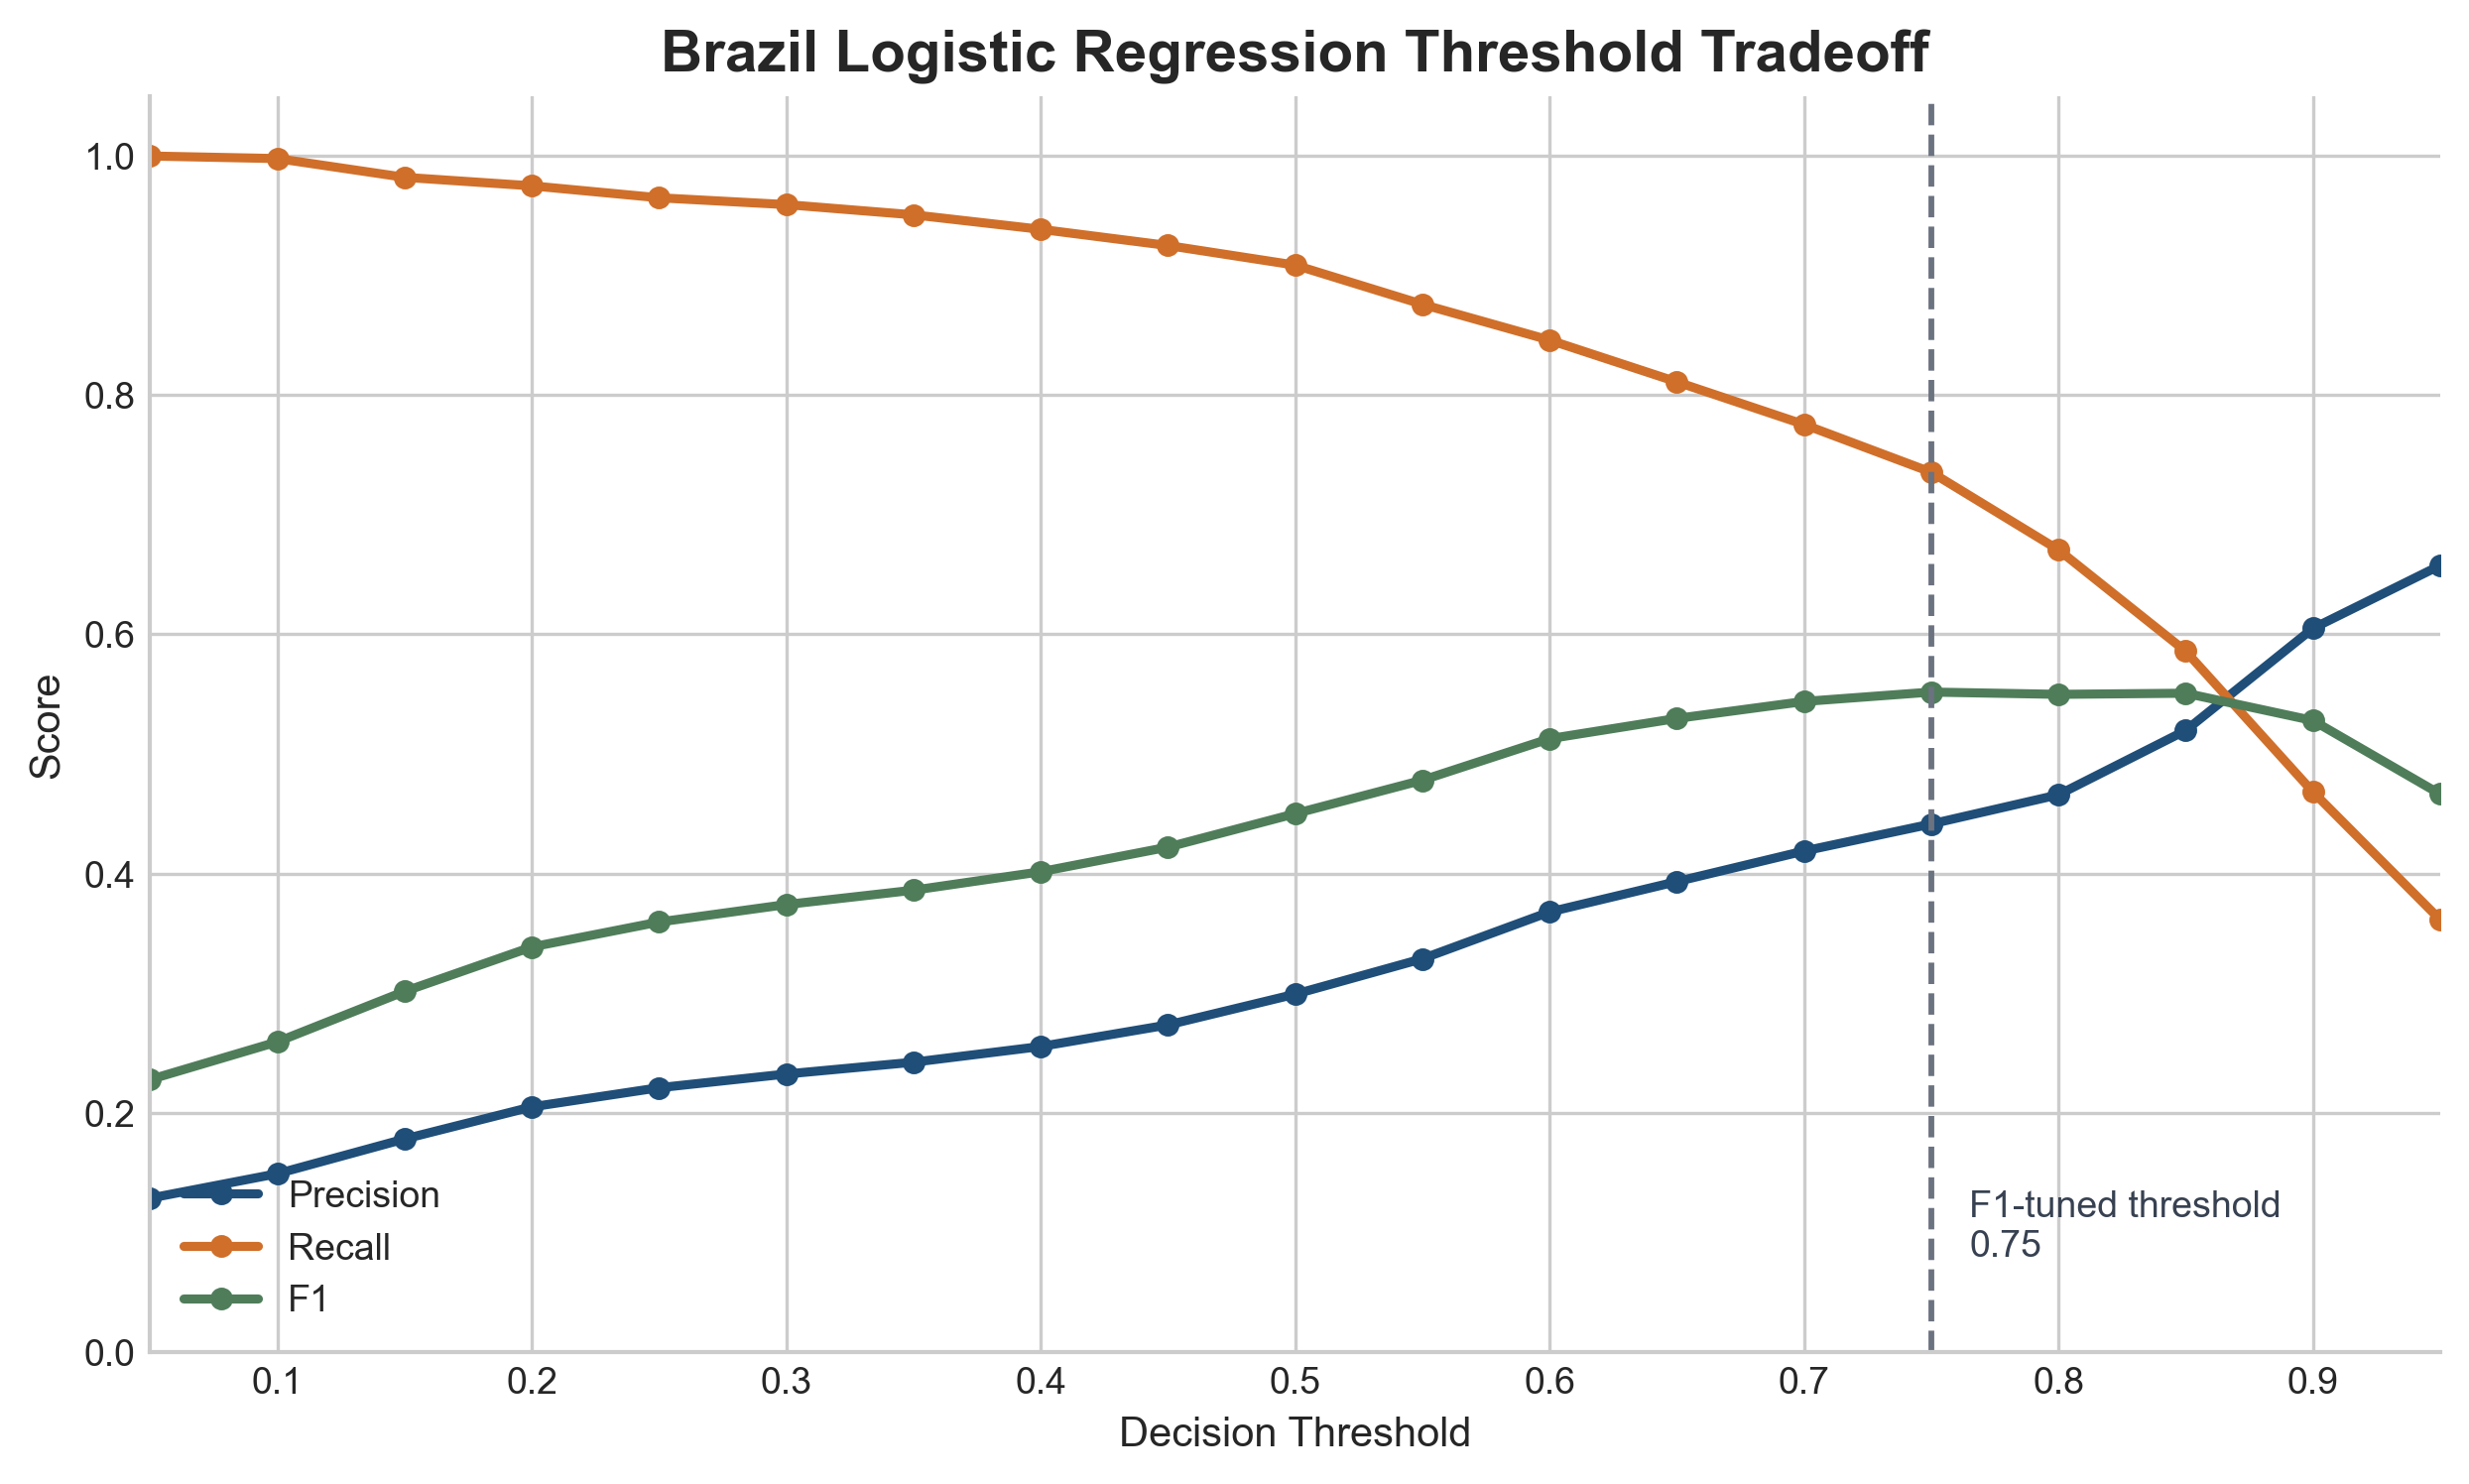 Brazil Logistic Regression Threshold Tradeoff
Score
1.0
0.8
0.6
0.4
0.2
0.0
Precision
Recall
F1
F1-tuned threshold
0.75
0.1 0.2 0.3 0.4 0.5 0.6 0.7 0.8 0.9
Decision Threshold